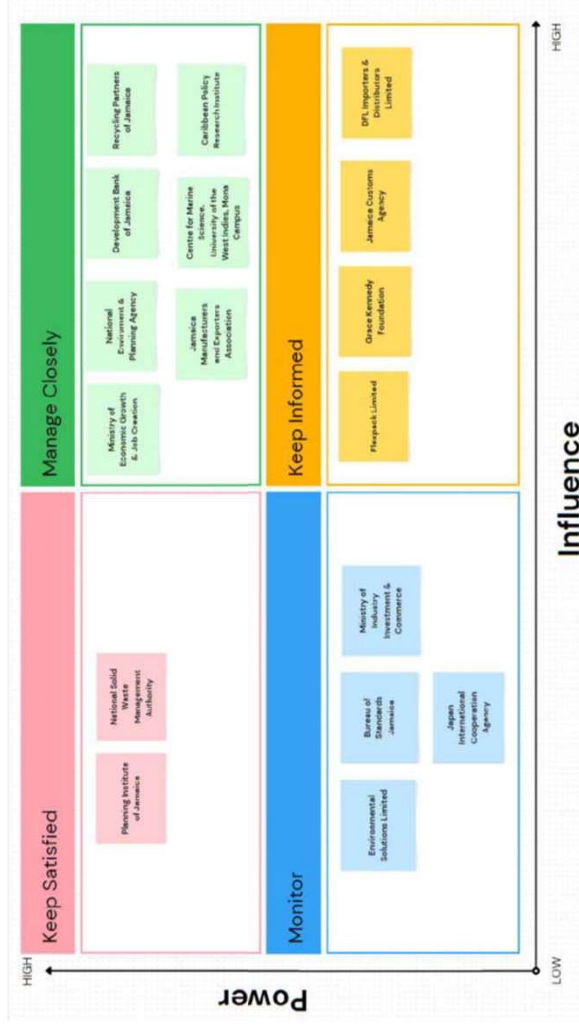 HIGH
Power
Keep Satisfied
Planning Institute
of Jamaica
National Solid
Waste
Management
Authority
Manage Closely
Ministry of
Economic Growth
& Job Creation
National
Enviroment &
Planning Agency
Development Bank
of Jamaica
Recycling Partners
of Jamaica
Jamaica
Manufacturers
and Exporters
Association
Centre for Marine
Science,
University of the
West Indies, Mona
Campus
Caribbean Policy
Research Institute
Monitor
Environmental
Solutions Limited
Bureau of
Standards
Jamaica
Ministry of
Industry
Investment &
Commerce
Japan
International
Cooperation
Agency
Keep Informed
Flexpack Limited
Grace Kennedy
Foundation
Jamaica Customs
Agency
DFL Importers &
Distributors
Limited
LOW
Influence
HIGH